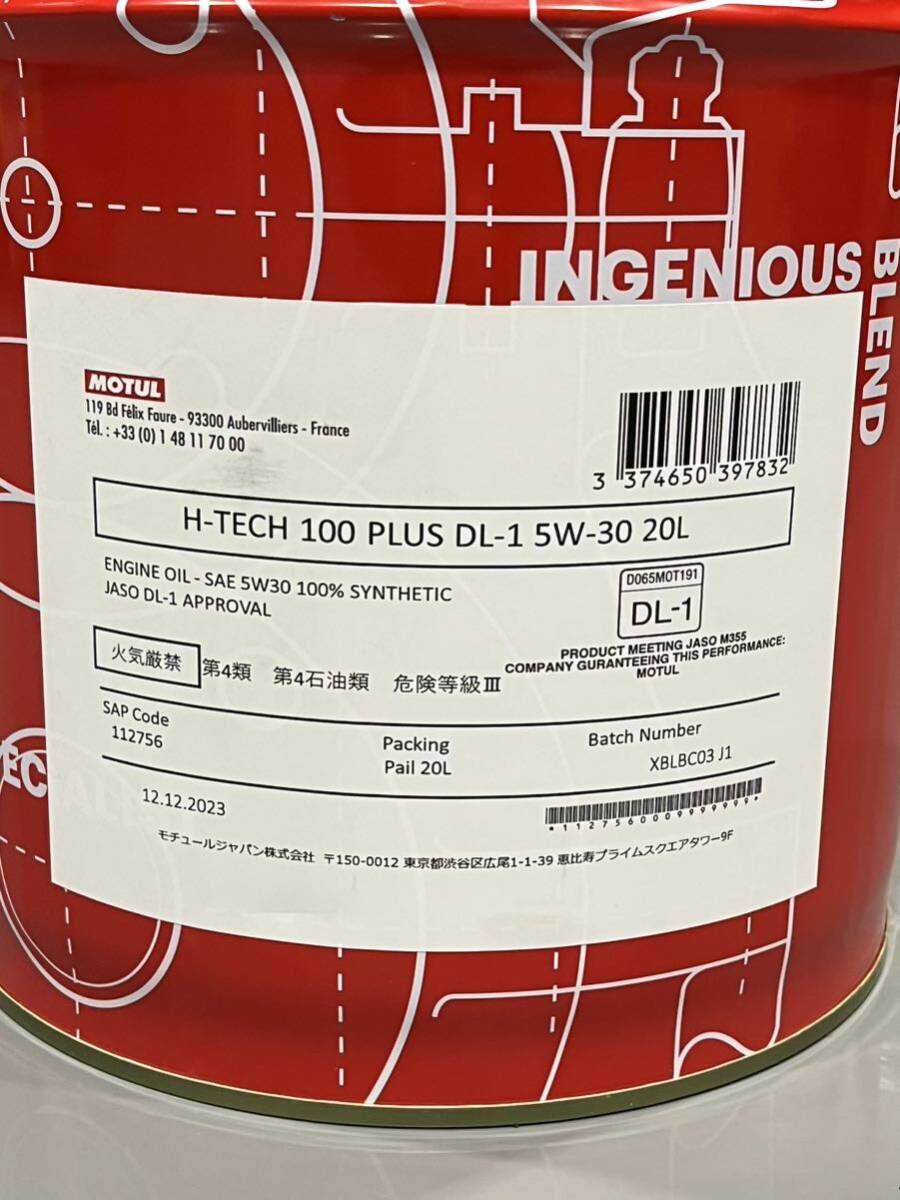 INGENIOUS
BLEND
MOTUL
119 Bd Félix Faure - 93300 Aubervilliers - France
Tél. : +33 (0) 1 48 11 70 00
3 374650 397832
H-TECH 100 PLUS DL-1 5W-30 20L
ENGINE OIL - SAE 5W30 100% SYNTHETIC
JASO DL-1 APPROVAL
D065MOT191
DL-1
PRODUCT MEETING JASO M355
COMPANY GURANTEEING THIS PERFORMANCE:
MOTUL
火気厳禁 第4類 第4石油類 危険等級Ⅲ
SAP Code
112756
Packing
Pail 20L
Batch Number
XBLBC03 J1
12.12.2023
*1127560009999999*
モチュールジャパン株式会社 〒150-0012 東京都渋谷区広尾1-1-39 恵比寿プライムスクエアタワー9F